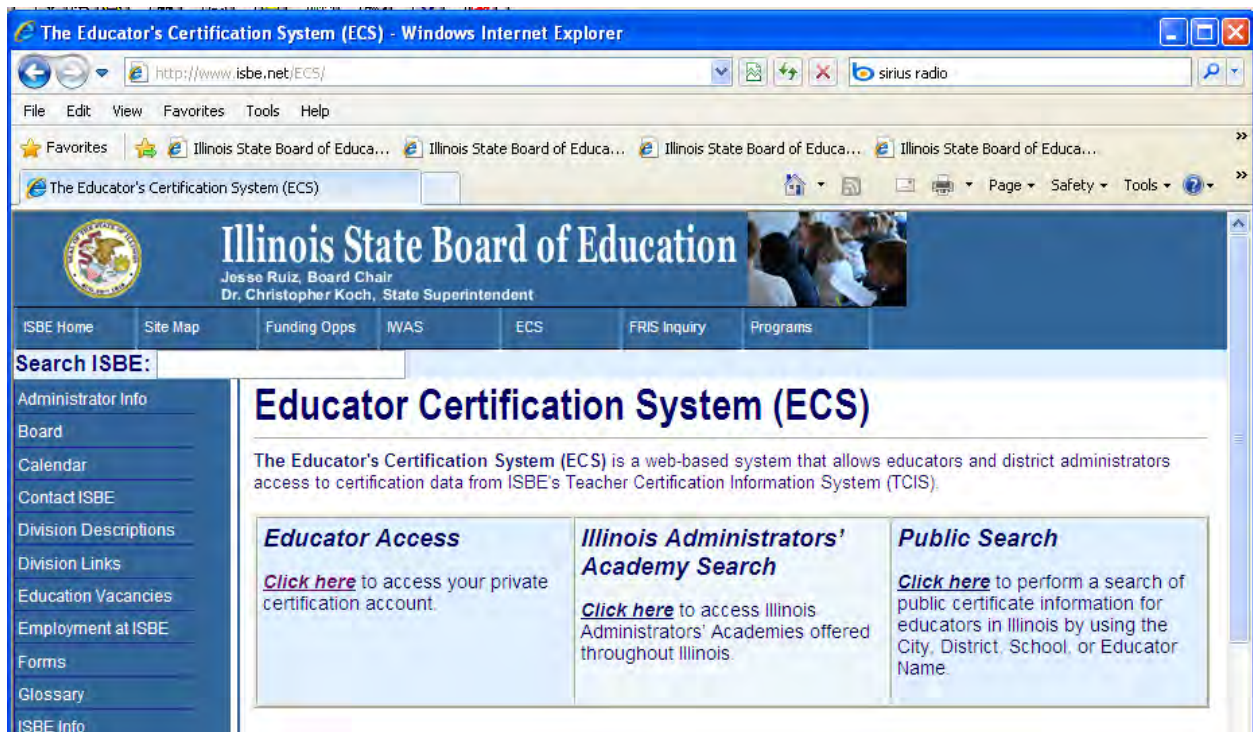 The Educator's Certification System (ECS) - Windows Internet Explorer
http://www.isbe.net/ECS/
sirius radio
File Edit View Favorites Tools Help
Favorites Illinois State Board of Educa... Illinois State Board of Educa... Illinois State Board of Educa... Illinois State Board of Educa...
The Educator's Certification System (ECS)
Page Safety Tools
Illinois State Board of Education
Jesse Ruiz, Board Chair
Dr. Christopher Koch, State Superintendent
ISBE Home Site Map Funding Opps IWAS ECS FRIS Inquiry Programs
Search ISBE:
Administrator Info
Board
Calendar
Contact ISBE
Division Descriptions
Division Links
Education Vacancies
Employment at ISBE
Forms
Glossary
ISBE Info
Educator Certification System (ECS)
The Educator's Certification System (ECS) is a web-based system that allows educators and district administrators
access to certification data from ISBE's Teacher Certification Information System (TCIS).
Educator Access
Click here to access your private
certification account.
Illinois Administrators'
Academy Search
Click here to access Illinois
Administrators' Academies offered
throughout Illinois.
Public Search
Click here to perform a search of
public certificate information for
educators in Illinois by using the
City, District, School, or Educator
Name.